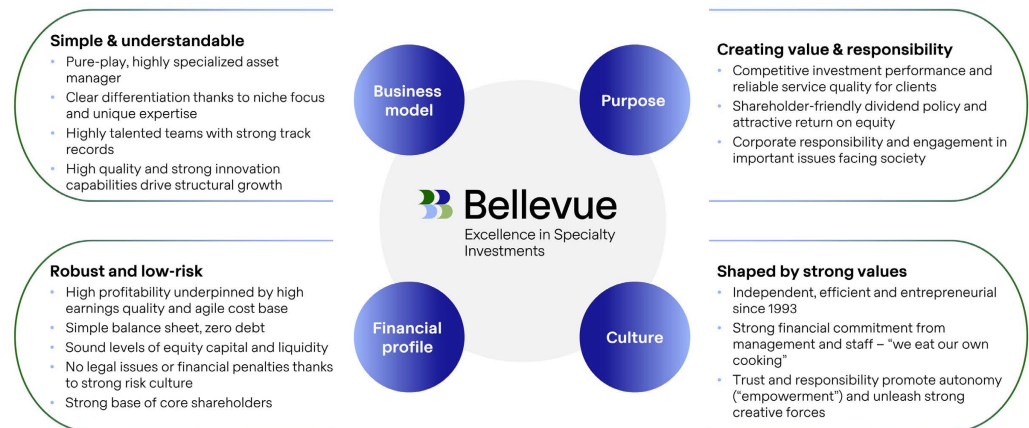 Simple & understandable
Pure-play, highly specialized asset
manager
Clear differentiation thanks to niche focus
and unique expertise
Highly talented teams with strong track
records
High quality and strong innovation
capabilities drive structural growth
Business
model
Purpose
Creating value & responsibility
Competitive investment performance and
reliable service quality for clients
Shareholder-friendly dividend policy and
attractive return on equity
Corporate responsibility and engagement in
important issues facing society
Bellevue
Excellence in Specialty
Investments
Robust and low-risk
High profitability underpinned by high
earnings quality and agile cost base
Simple balance sheet, zero debt
Sound levels of equity capital and liquidity
No legal issues or financial penalties thanks
to strong risk culture
Strong base of core shareholders
Financial
profile
Culture
Shaped by strong values
Independent, efficient and entrepreneurial
since 1993
Strong financial commitment from
management and staff – “we eat our own
cooking”
Trust and responsibility promote autonomy
(“empowerment”) and unleash strong
creative forces